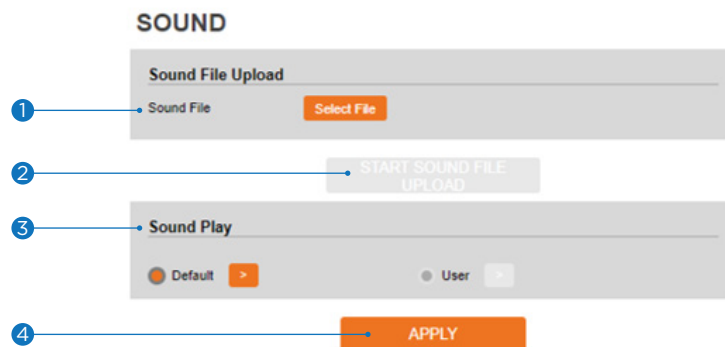 SOUND
Sound File Upload
1 Sound File Select File
2 START SOUND FILE
UPLOAD
3 Sound Play
Default > User >
4 APPLY